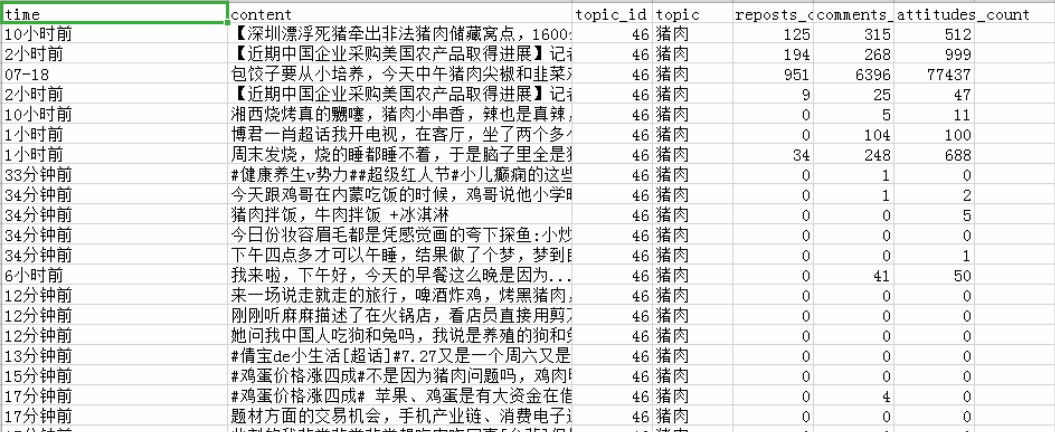 time content topic_id topic reposts_c comments_ attitudes_count
10小时前 【深圳漂浮死猪牵出非法猪肉储藏窝点，1600 46 猪肉 125 315 512
2小时前 【近期中国企业采购美国农产品取得进展】记者 46 猪肉 194 268 999
07-18 包饺子要从小培养，今天中午猪肉尖椒和韭菜 46 猪肉 951 6396 77437
2小时前 【近期中国企业采购美国农产品取得进展】记者 46 猪肉 9 25 47
10小时前 湘西烧烤真的嬲噻，猪肉小串香，辣也是真辣， 46 猪肉 0 5 11
1小时前 博君一肖超话我开电视，在客厅，坐了两个多 46 猪肉 0 104 100
1小时前 周末发烧，烧的睡都睡不着，于是脑子里全是 46 猪肉 34 248 688
33分钟前 #健康养生v势力##超级红人节#小儿癫痫的这些 46 猪肉 0 1 0
34分钟前 今天跟鸡哥在内蒙吃饭的时候，鸡哥说他小学 46 猪肉 0 1 2
34分钟前 猪肉拌饭，牛肉拌饭 +冰淇淋 46 猪肉 0 0 5
34分钟前 今日份妆容眉毛都是凭感觉画的弯下探鱼:小炒 46 猪肉 0 0 0
34分钟前 下午四点多才可以午睡，结果做了个梦，梦到 46 猪肉 0 0 1
6小时前 我来啦，下午好，今天的早餐这么晚是因为... 46 猪肉 0 41 50
12分钟前 来一场说走就走的旅行，啤酒炸鸡，烤黑猪肉， 46 猪肉 0 0 0
12分钟前 刚刚听麻麻描述了在火锅店，看店员直接用剪 46 猪肉 0 0 0
12分钟前 她问我中国人吃狗和兔吗，我说是养殖的狗和 46 猪肉 0 0 0
13分钟前 #倩宝de小生活[超话]#7.27又是一个周六又是 46 猪肉 0 0 0
15分钟前 #鸡蛋价格涨四成#不是因为猪肉问题吗，鸡肉 46 猪肉 0 0 0
17分钟前 #鸡蛋价格涨四成# 苹果、鸡蛋是有大资金在 46 猪肉 0 4 0
17分钟前 题材方面的交易机会，手机产业链、消费电子 46 猪肉 0 0 0